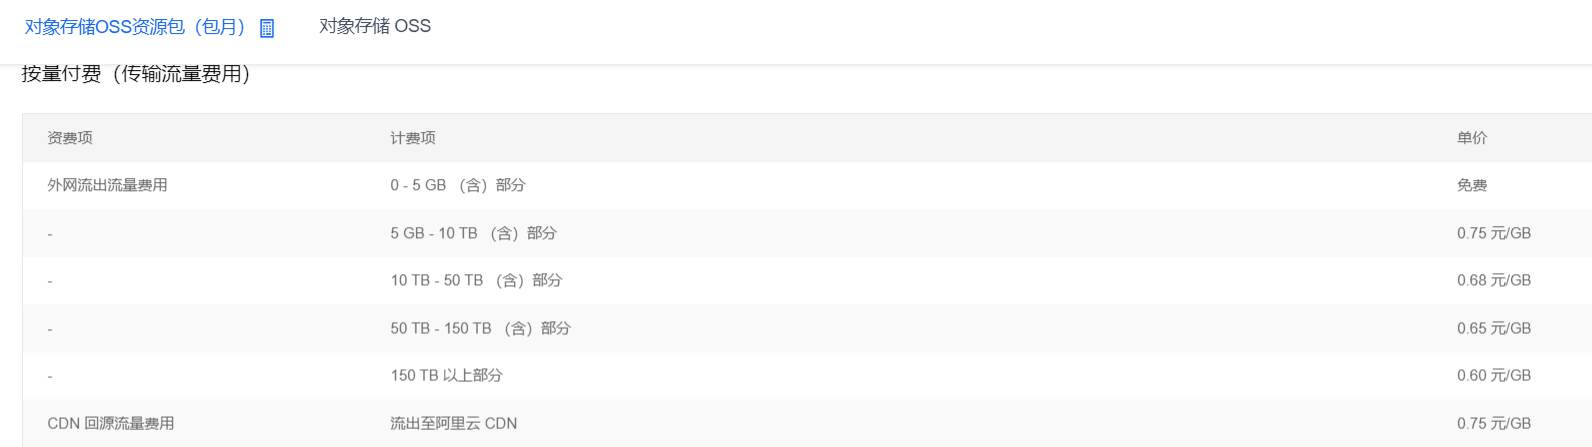 对象存储OSS资源包（包月） 对象存储 OSS
按量付费（传输流量费用）
资费项 计费项 单价
外网流出流量费用 0 - 5 GB （含）部分 免费
- 5 GB - 10 TB （含）部分 0.75 元/GB
- 10 TB - 50 TB （含）部分 0.68 元/GB
- 50 TB - 150 TB （含）部分 0.65 元/GB
- 150 TB 以上部分 0.60 元/GB
CDN 回源流量费用 流出至阿里云 CDN 0.75 元/GB